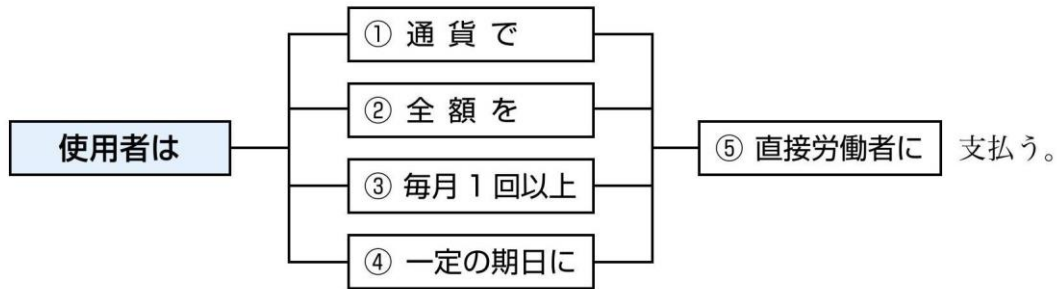 使用者は
① 通 貨 で
② 全 額 を
③ 毎月1回以上
④ 一定の期日に
⑤ 直接労働者に
支払う。